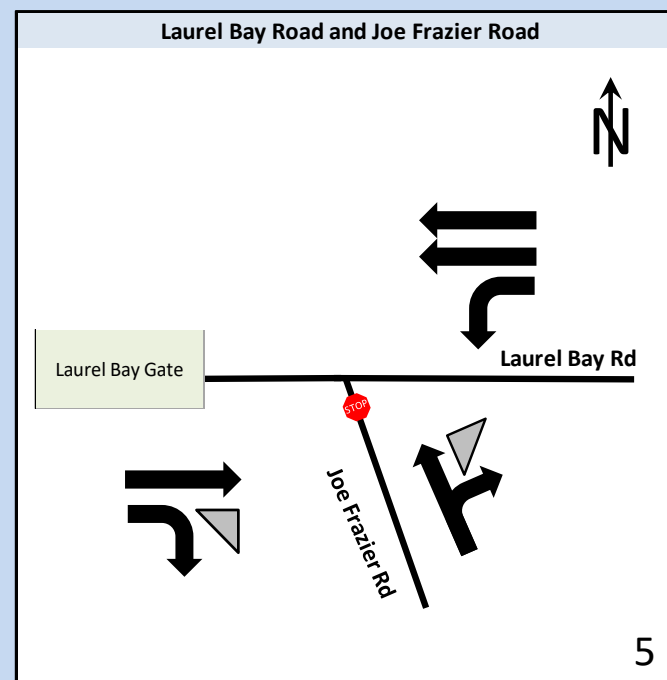 Laurel Bay Road and Joe Frazier Road
N
Laurel Bay Gate
Laurel Bay Rd
STOP
Joe Frazier Rd
5